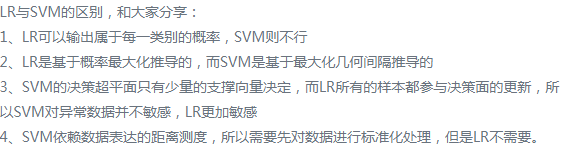 LR与SVM的区别，和大家分享：
1、LR可以输出属于每一类别的概率，SVM则不行
2、LR是基于概率最大化推导的，而SVM是基于最大化几何间隔推导的
3、SVM的决策超平面只有少量的支撑向量决定，而LR所有的样本都参与决策面的更新，所
以SVM对异常数据并不敏感，LR更加敏感
4、SVM依赖数据表达的距离测度，所以需要先对数据进行标准化处理，但是LR不需要。